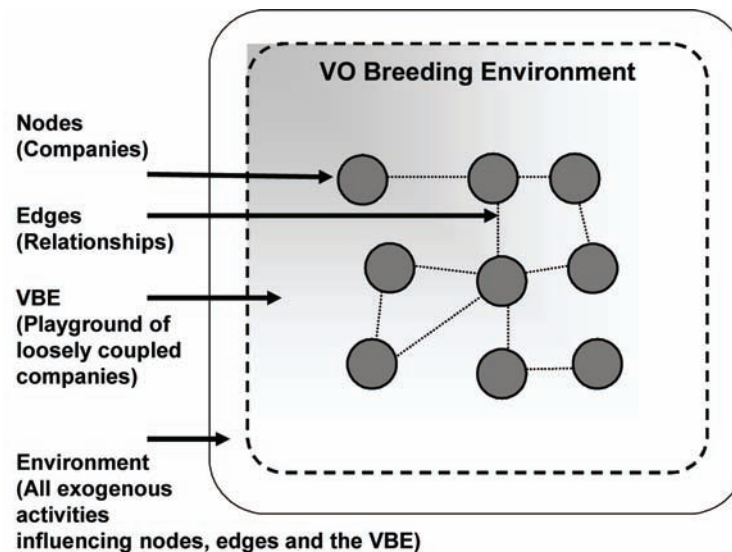 VO Breeding Environment
Nodes
(Companies)
Edges
(Relationships)
VBE
(Playground of
loosely coupled
companies)
Environment
(All exogenous
activities
influencing nodes, edges and the VBE)